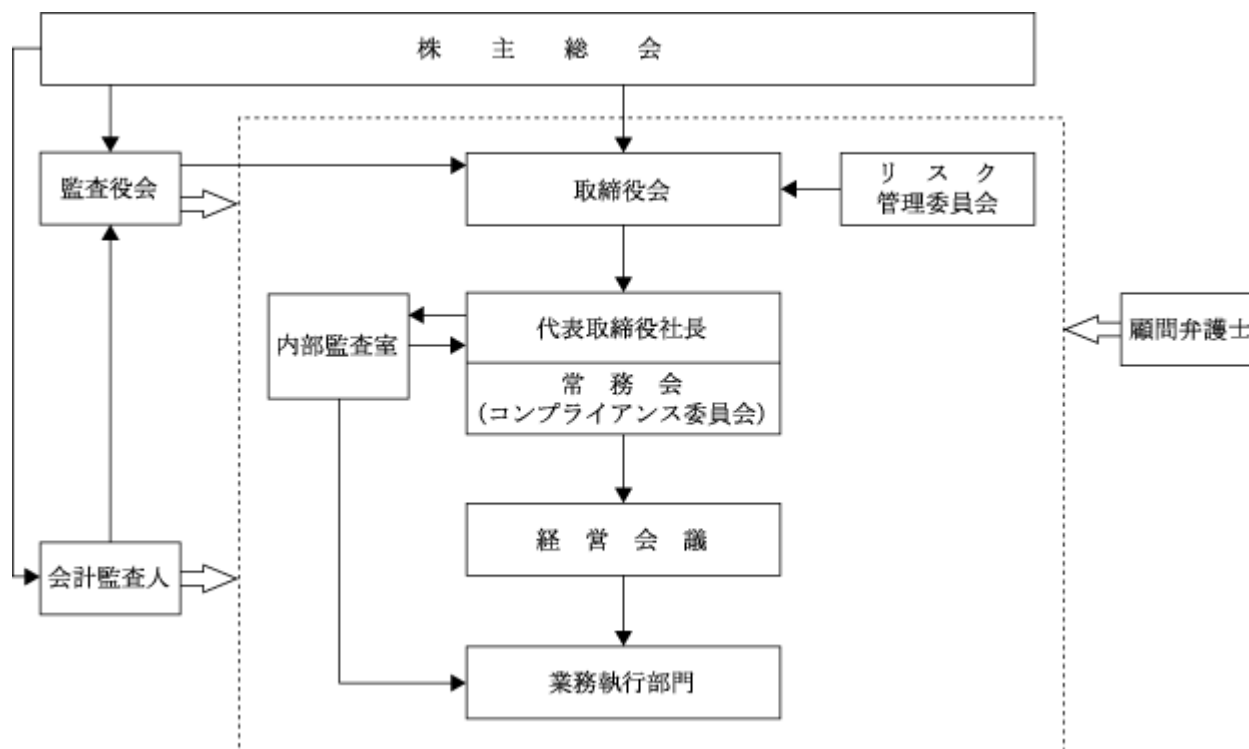 株主総会
監査役会
取締役会
リスク
管理委員会
内部監査室
代表取締役社長
常務会
(コンプライアンス委員会)
顧問弁護士
経営会議
会計監査人
業務執行部門